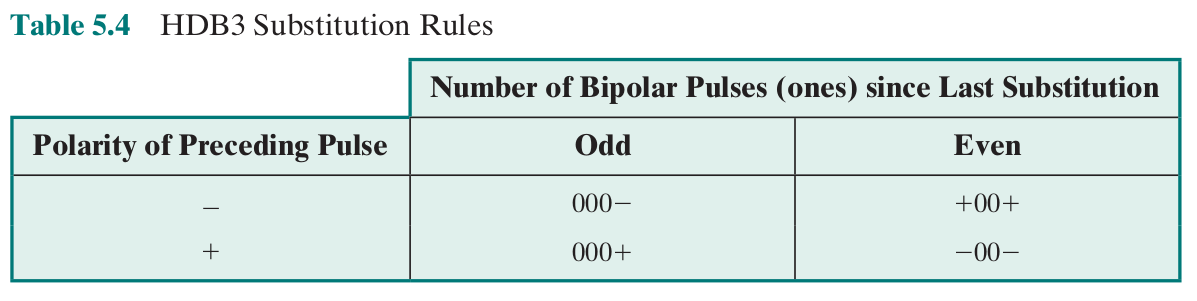 Table 5.4 HDB3 Substitution Rules
Number of Bipolar Pulses (ones) since Last Substitution
Polarity of Preceding Pulse Odd Even
− 000− +00+
+ 000+ −00−